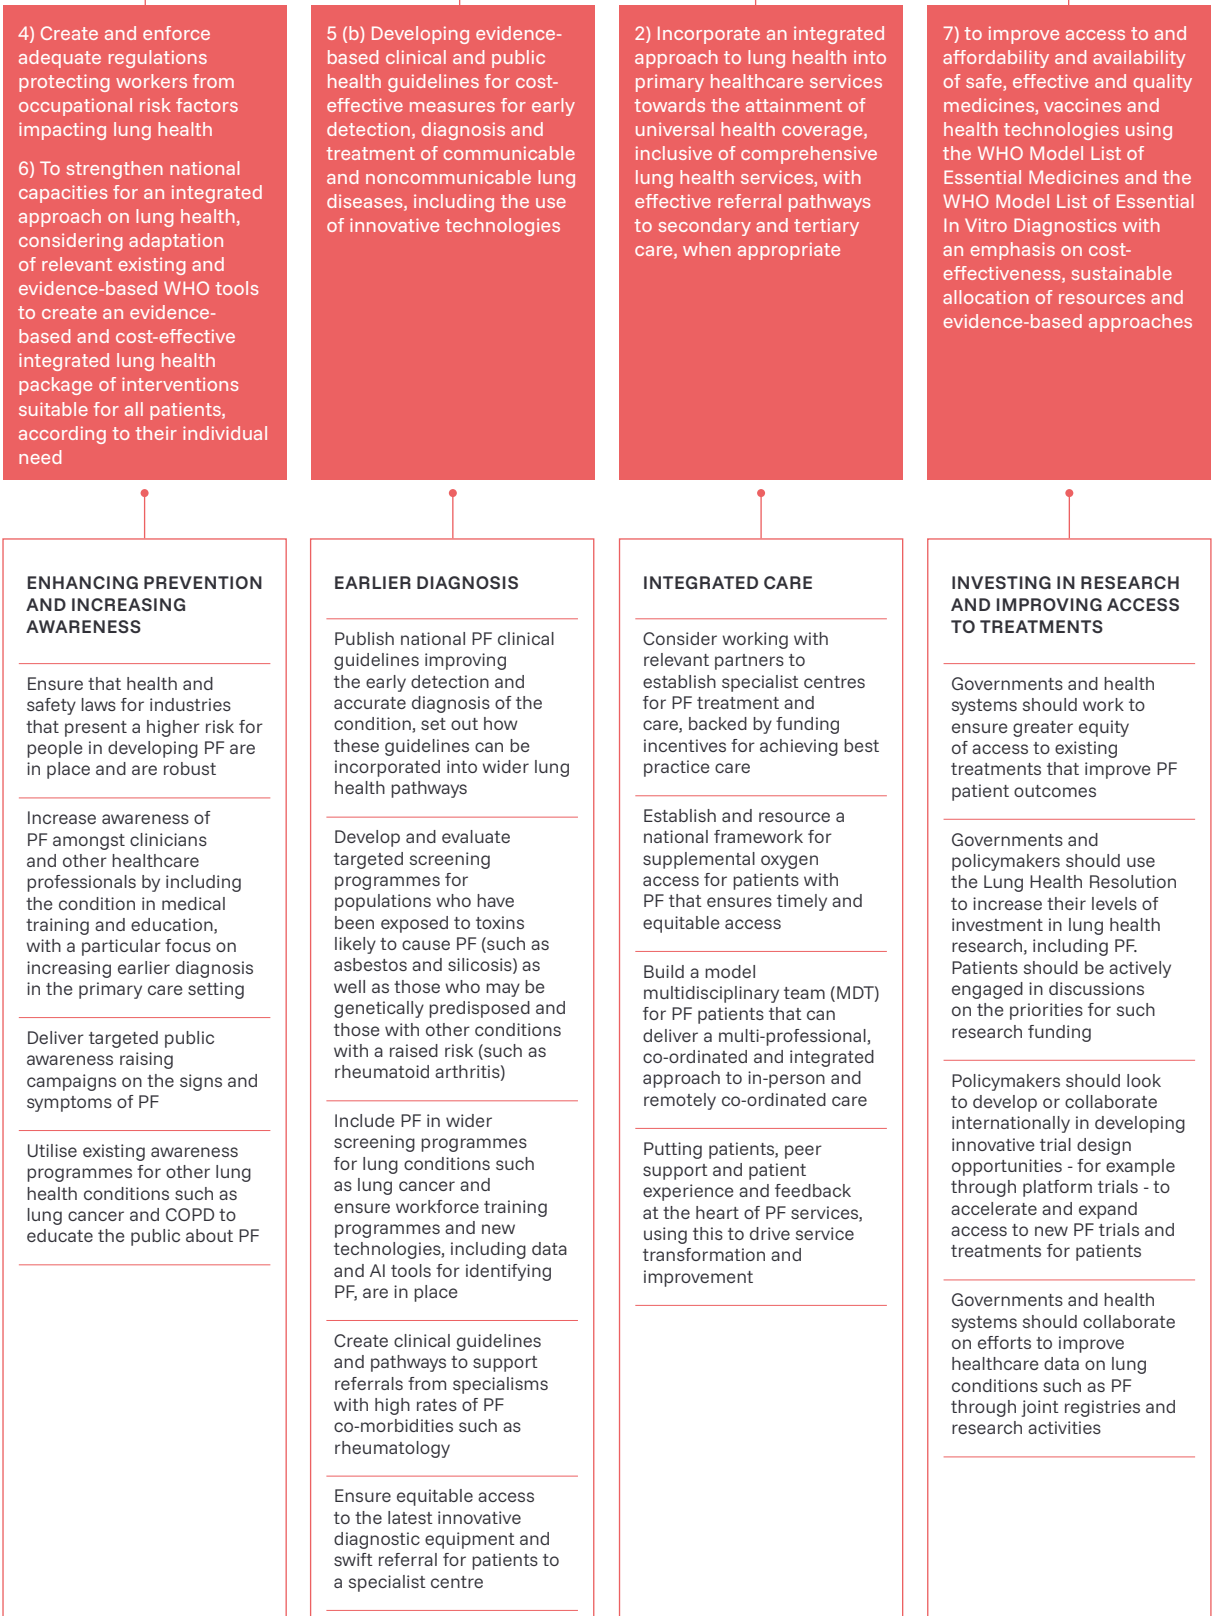 4) Create and enforce
adequate regulations
protecting workers from
occupational risk factors
impacting lung health
6) To strengthen national
capacities for an integrated
approach on lung health,
considering adaptation
of relevant existing and
evidence-based WHO tools
to create an evidence-
based and cost-effective
integrated lung health
package of interventions
suitable for all patients,
according to their individual
need
5 (b) Developing evidence-
based clinical and public
health guidelines for cost-
effective measures for early
detection, diagnosis and
treatment of communicable
and noncommunicable lung
diseases, including the use
of innovative technologies
2) Incorporate an integrated
approach to lung health into
primary healthcare services
towards the attainment of
universal health coverage,
inclusive of comprehensive
lung health services, with
effective referral pathways
to secondary and tertiary
care, when appropriate
7) to improve access to and
affordability and availability
of safe, effective and quality
medicines, vaccines and
health technologies using
the WHO Model List of
Essential Medicines and the
WHO Model List of Essential
In Vitro Diagnostics with
an emphasis on cost-
effectiveness, sustainable
allocation of resources and
evidence-based approaches
ENHANCING PREVENTION
AND INCREASING
AWARENESS
Ensure that health and
safety laws for industries
that present a higher risk for
people in developing PF are
in place and are robust
Increase awareness of
PF amongst clinicians
and other healthcare
professionals by including
the condition in medical
training and education,
with a particular focus on
increasing earlier diagnosis
in the primary care setting
Deliver targeted public
awareness raising
campaigns on the signs and
symptoms of PF
Utilise existing awareness
programmes for other lung
health conditions such as
lung cancer and COPD to
educate the public about PF
EARLIER DIAGNOSIS
Publish national PF clinical
guidelines improving
the early detection and
accurate diagnosis of the
condition, set out how
these guidelines can be
incorporated into wider lung
health pathways
Develop and evaluate
targeted screening
programmes for
populations who have
been exposed to toxins
likely to cause PF (such as
asbestos and silicosis) as
well as those who may be
genetically predisposed and
those with other conditions
with a raised risk (such as
rheumatoid arthritis)
Include PF in wider
screening programmes
for lung conditions such
as lung cancer and
ensure workforce training
programmes and new
technologies, including data
and AI tools for identifying
PF, are in place
Create clinical guidelines
and pathways to support
referrals from specialisms
with high rates of PF
co-morbidities such as
rheumatology
Ensure equitable access
to the latest innovative
diagnostic equipment and
swift referral for patients to
a specialist centre
INTEGRATED CARE
Consider working with
relevant partners to
establish specialist centres
for PF treatment and
care, backed by funding
incentives for achieving best
practice care
Establish and resource a
national framework for
supplemental oxygen
access for patients with
PF that ensures timely and
equitable access
Build a model
multidisciplinary team (MDT)
for PF patients that can
deliver a multi-professional,
co-ordinated and integrated
approach to in-person and
remotely co-ordinated care
Putting patients, peer
support and patient
experience and feedback
at the heart of PF services,
using this to drive service
transformation and
improvement
INVESTING IN RESEARCH
AND IMPROVING ACCESS
TO TREATMENTS
Governments and health
systems should work to
ensure greater equity
of access to existing
treatments that improve PF
patient outcomes
Governments and
policymakers should use
the Lung Health Resolution
to increase their levels of
investment in lung health
research, including PF.
Patients should be actively
engaged in discussions
on the priorities for such
research funding
Policymakers should look
to develop or collaborate
internationally in developing
innovative trial design
opportunities - for example
through platform trials - to
accelerate and expand
access to new PF trials and
treatments for patients
Governments and health
systems should collaborate
on efforts to improve
healthcare data on lung
conditions such as PF
through joint registries and
research activities